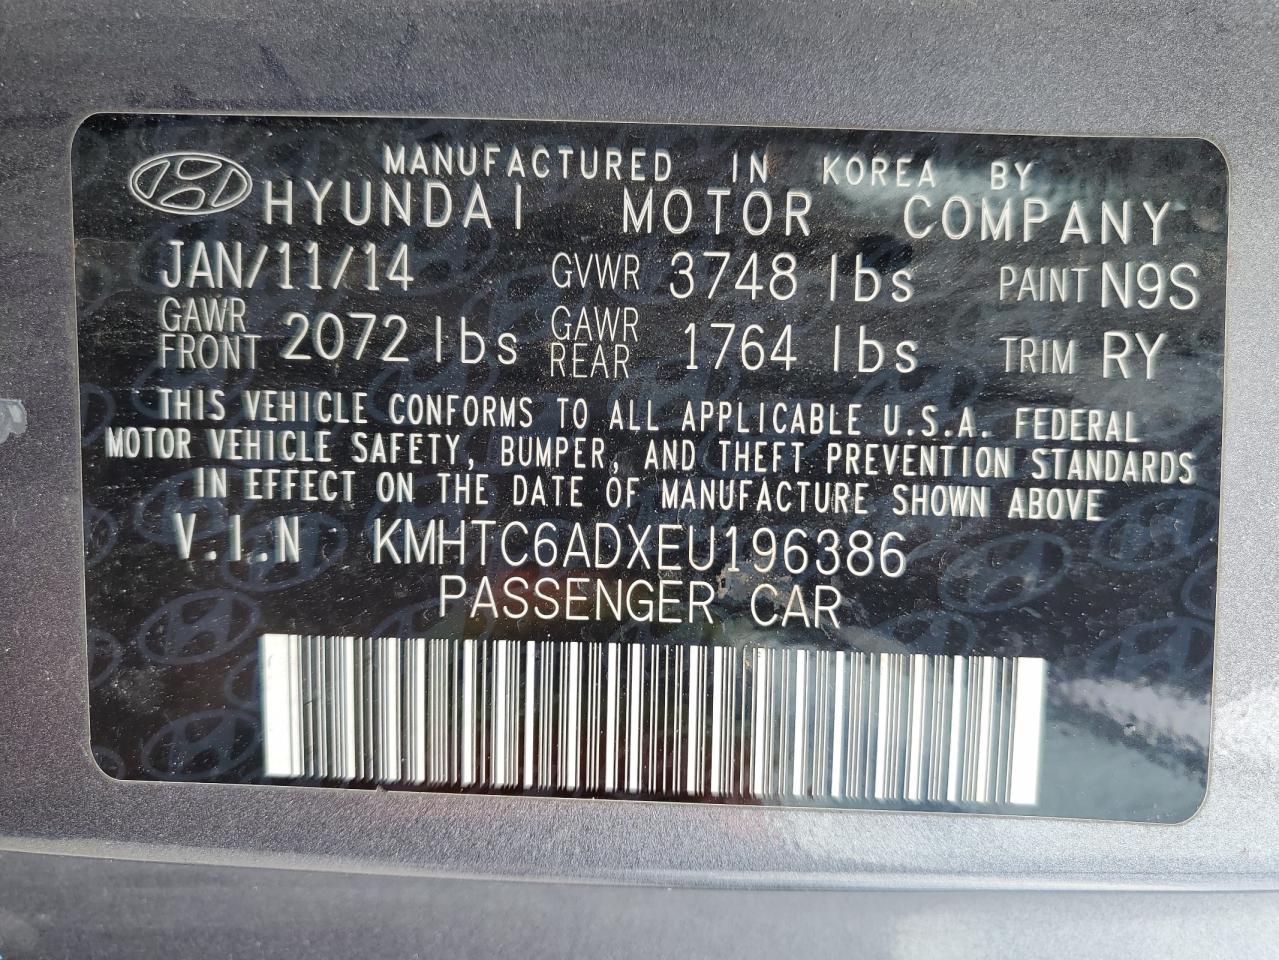 MANUFACTURED IN KOREA BY
HYUNDAI MOTOR COMPANY
JAN/11/14 GVWR 3748 lbs PAINT N9S
GAWR FRONT 2072 lbs GAWR REAR 1764 lbs TRIM RY
THIS VEHICLE CONFORMS TO ALL APPLICABLE U.S.A. FEDERAL
MOTOR VEHICLE SAFETY, BUMPER, AND THEFT PREVENTION STANDARDS
IN EFFECT ON THE DATE OF MANUFACTURE SHOWN ABOVE
V.I.N KMHTC6ADXEU196386
PASSENGER CAR